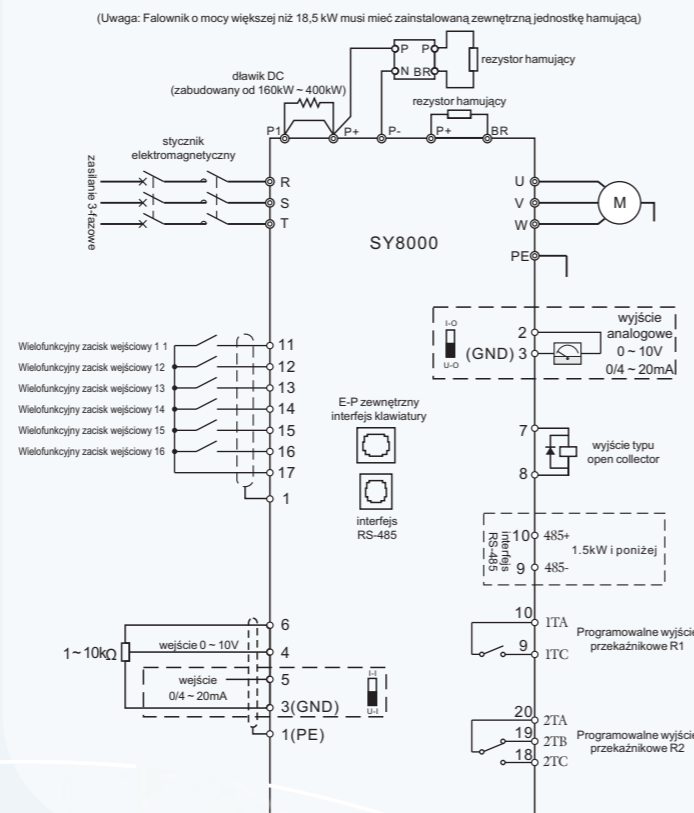 (Uwaga: Falownik o mocy większej niż 18,5 kW musi mieć zainstalowaną zewnętrzną jednostkę hamującą)
P P
N BR
rezystor hamujący
dławik DC
(zabudowany od 160kW ~ 400kW)
rezystor hamujący
P1 P+ P- P+ BR
stycznik
elektromagnetyczny
zasilanie 3-fazowe
R
S
T
SY8000
U
V
W
M
PE
I-O
U-O
2
(GND) 3
wyjście
analogowe
0 ~ 10V
0/4 ~ 20mA
Wielofunkcyjny zacisk wejściowy 1 1
11
Wielofunkcyjny zacisk wejściowy 12
12
Wielofunkcyjny zacisk wejściowy 13
13
Wielofunkcyjny zacisk wejściowy 14
14
Wielofunkcyjny zacisk wejściowy 15
15
Wielofunkcyjny zacisk wejściowy 16
16
17
1
E-P zewnętrzny
interfejs klawiatury
interfejs
RS-485
7
8
wyjście typu
open collector
interfejs
RS-485
10 485+
9 485-
1.5kW i poniżej
10 1TA
9 1TC
Programowalne wyjście
przekaźnikowe R1
1~10kΩ
6
wejście 0 ~ 10V
4
wejście
0/4 ~ 20mA
5
I-I
U-I
3(GND)
1(PE)
20 2TA
19 2TB
18 2TC
Programowalne wyjście
przekaźnikowe R2